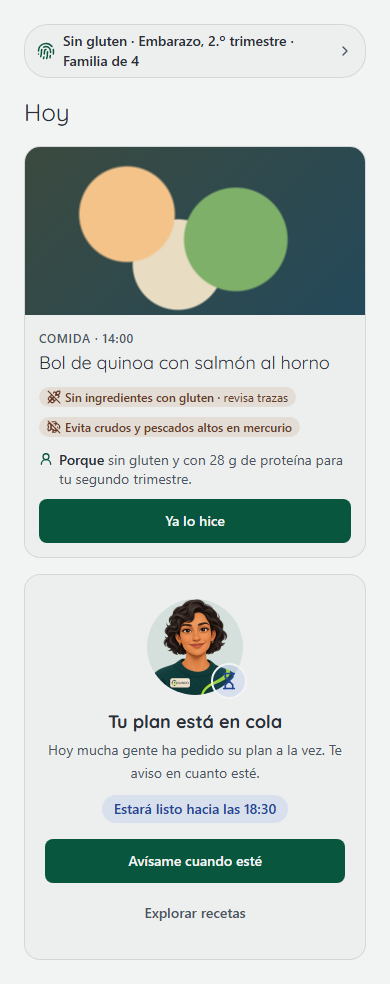 Sin gluten · Embarazo, 2.º trimestre ·
Familia de 4
Hoy
COMIDA · 14:00
Bol de quinoa con salmón al horno
Sin ingredientes con gluten · revisa trazas
Evita crudos y pescados altos en mercurio
Porque sin gluten y con 28 g de proteína para
tu segundo trimestre.
Ya lo hice
Tu plan está en cola
Hoy mucha gente ha pedido su plan a la vez. Te
aviso en cuanto esté.
Estará listo hacia las 18:30
Avísame cuando esté
Explorar recetas